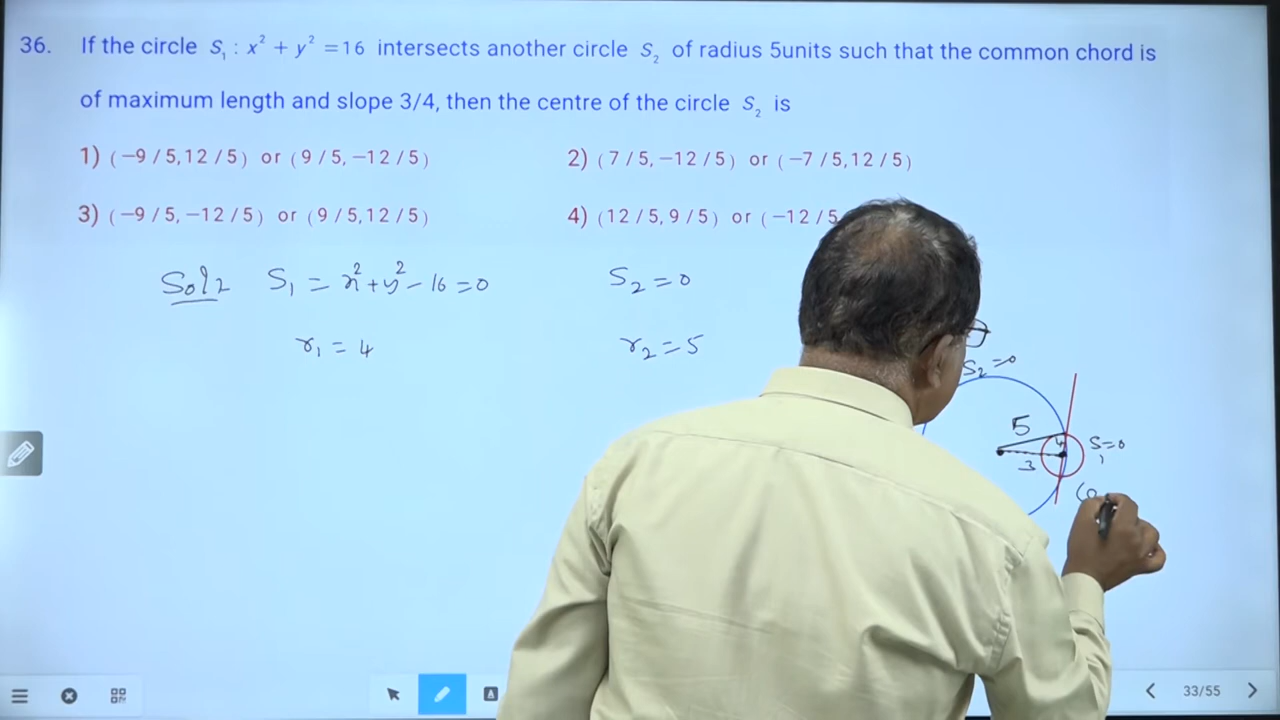 36. If the circle S₁ : x² + y² = 16 intersects another circle S₂ of radius 5units such that the common chord is
of maximum length and slope 3/4, then the centre of the circle S₂ is
1) (−9/5,12/5) or (9/5,−12/5)
2) (7/5,−12/5) or (−7/5,12/5)
3) (−9/5,−12/5) or (9/5,12/5)
4) (12/5,9/5) or (−12/5
S₁ = x²+y²−16=0
S₂=0
r₁ = 4
r₂=5
S₂=0
5
4
S₁=0
3
A
33/55